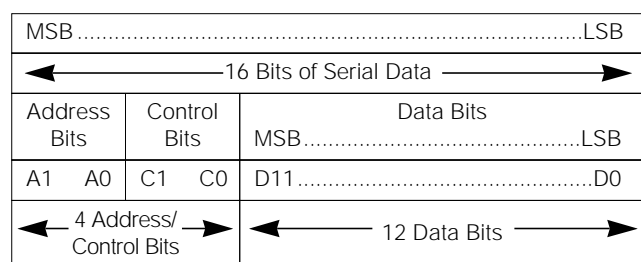 MSB..............................................................................LSB
16 Bits of Serial Data
Address Bits
Control Bits
Data Bits
MSB...........................................LSB
A1 A0 C1 C0 D11.............................................D0
4 Address/
Control Bits
12 Data Bits